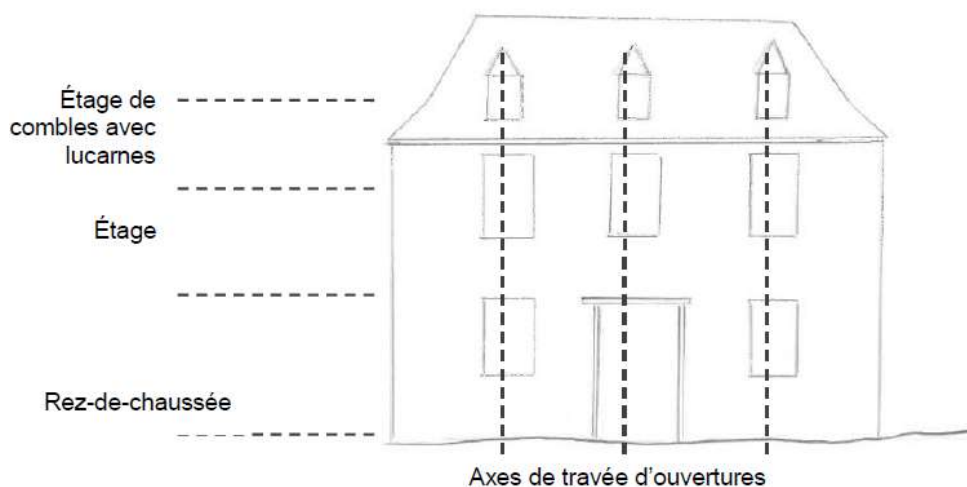 Étage de
combles avec
lucarnes
Étage
Rez-de-chaussée
Axes de travée d'ouvertures